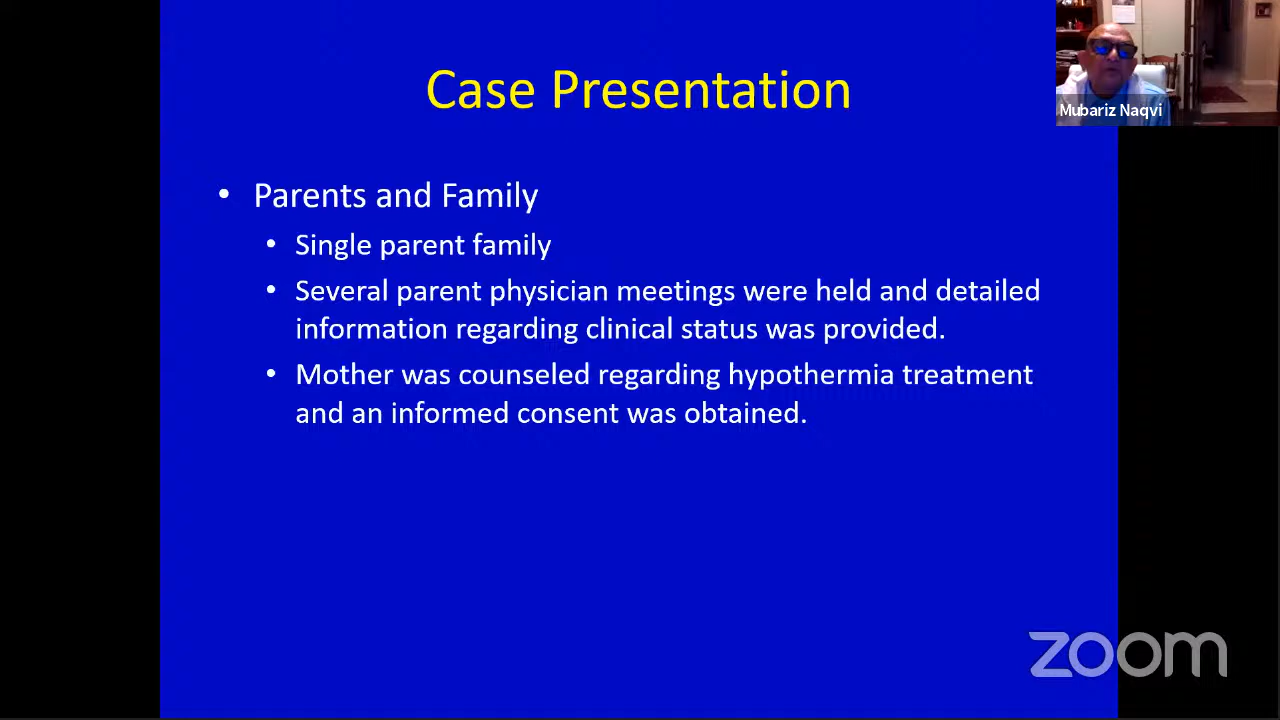 Case Presentation
Mubariz Naqvi
• Parents and Family
• Single parent family
• Several parent physician meetings were held and detailed
information regarding clinical status was provided.
• Mother was counseled regarding hypothermia treatment
and an informed consent was obtained.
zoom